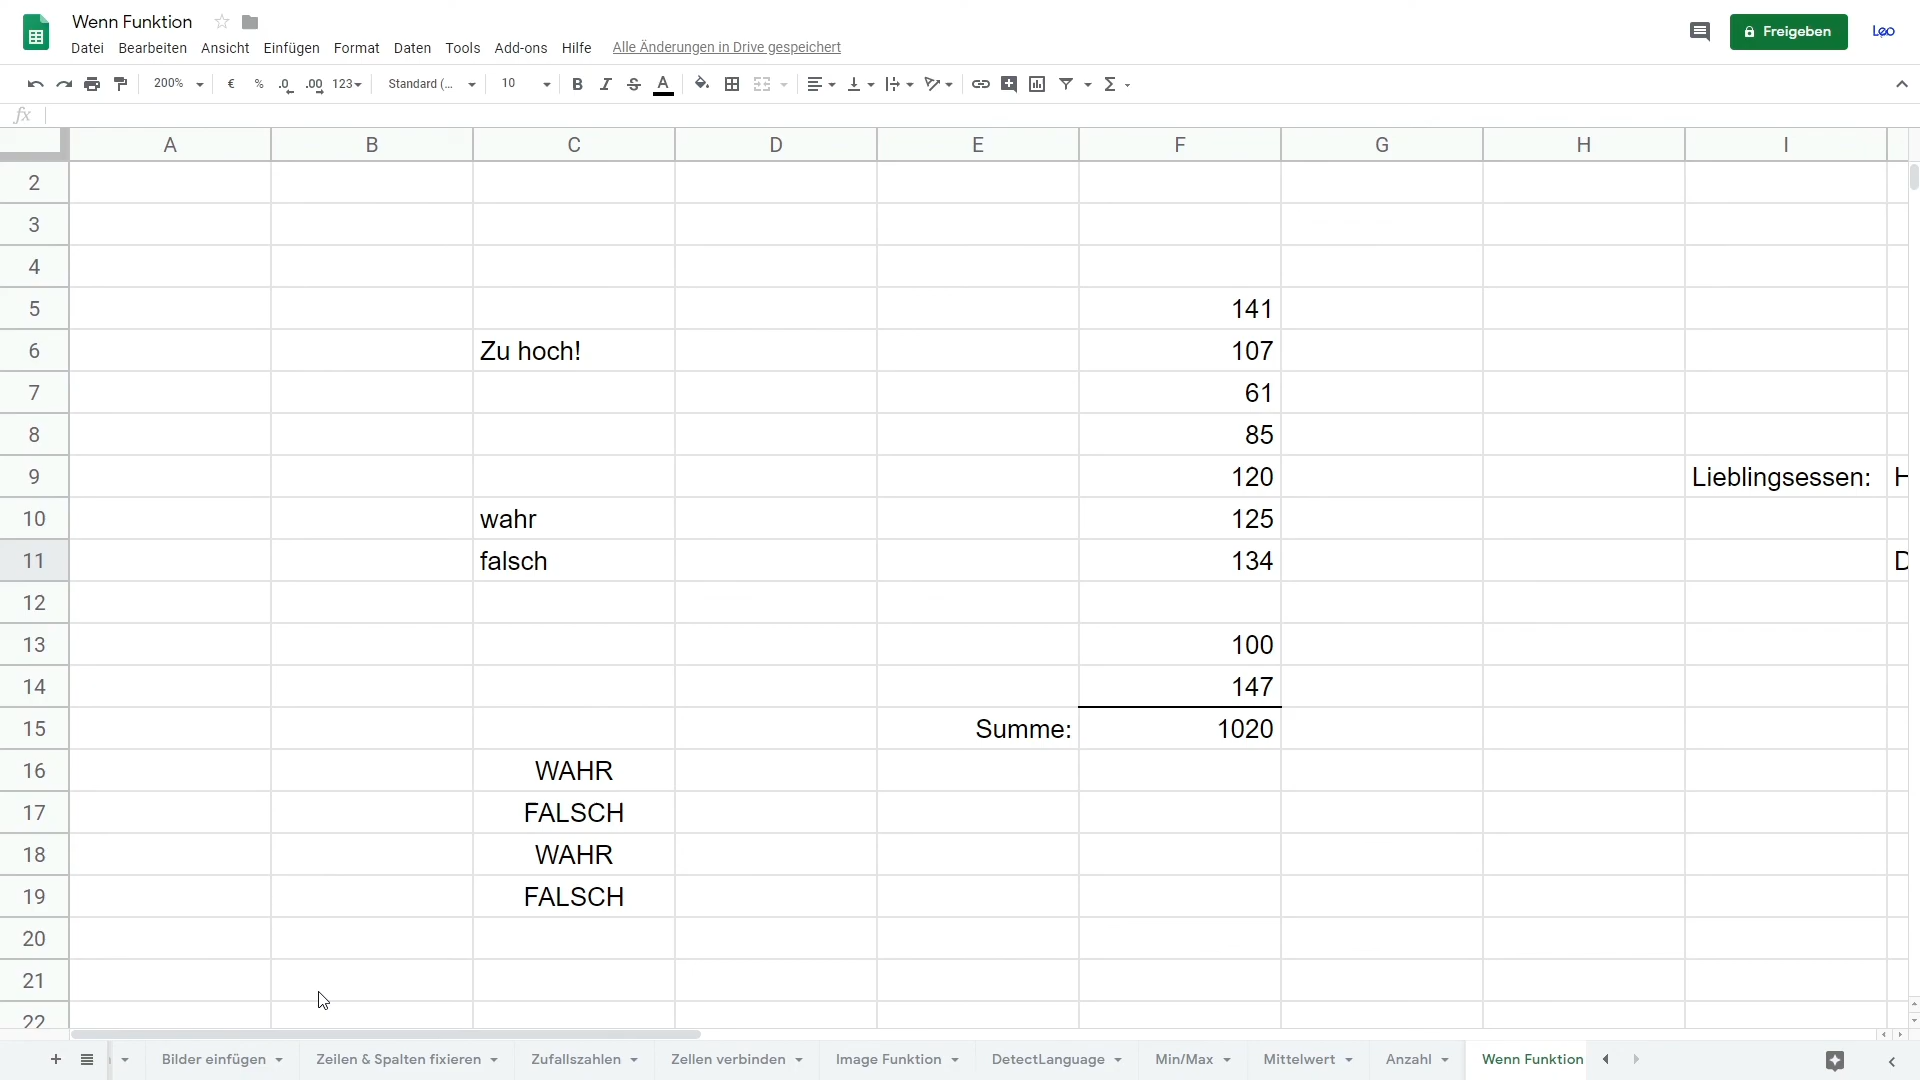 Wenn Funktion
Datei Bearbeiten Ansicht Einfügen Format Daten Tools Add-ons Hilfe Alle Änderungen in Drive gespeichert
Freigeben
Leo
200% € % .0 .00 123 Standard (... 10 B I S A Σ
fx
A B C D E F G H I
2
3
4
5 141
6 Zu hoch! 107
7 61
8 85
9 120 Lieblingsessen: H
10 wahr 125
11 falsch 134 D
12
13 100
14 147
15 Summe: 1020
16 WAHR
17 FALSCH
18 WAHR
19 FALSCH
20
21
22
Bilder einfügen Zeilen & Spalten fixieren Zufallszahlen Zellen verbinden Image Funktion DetectLanguage Min/Max Mittelwert Anzahl Wenn Funktion